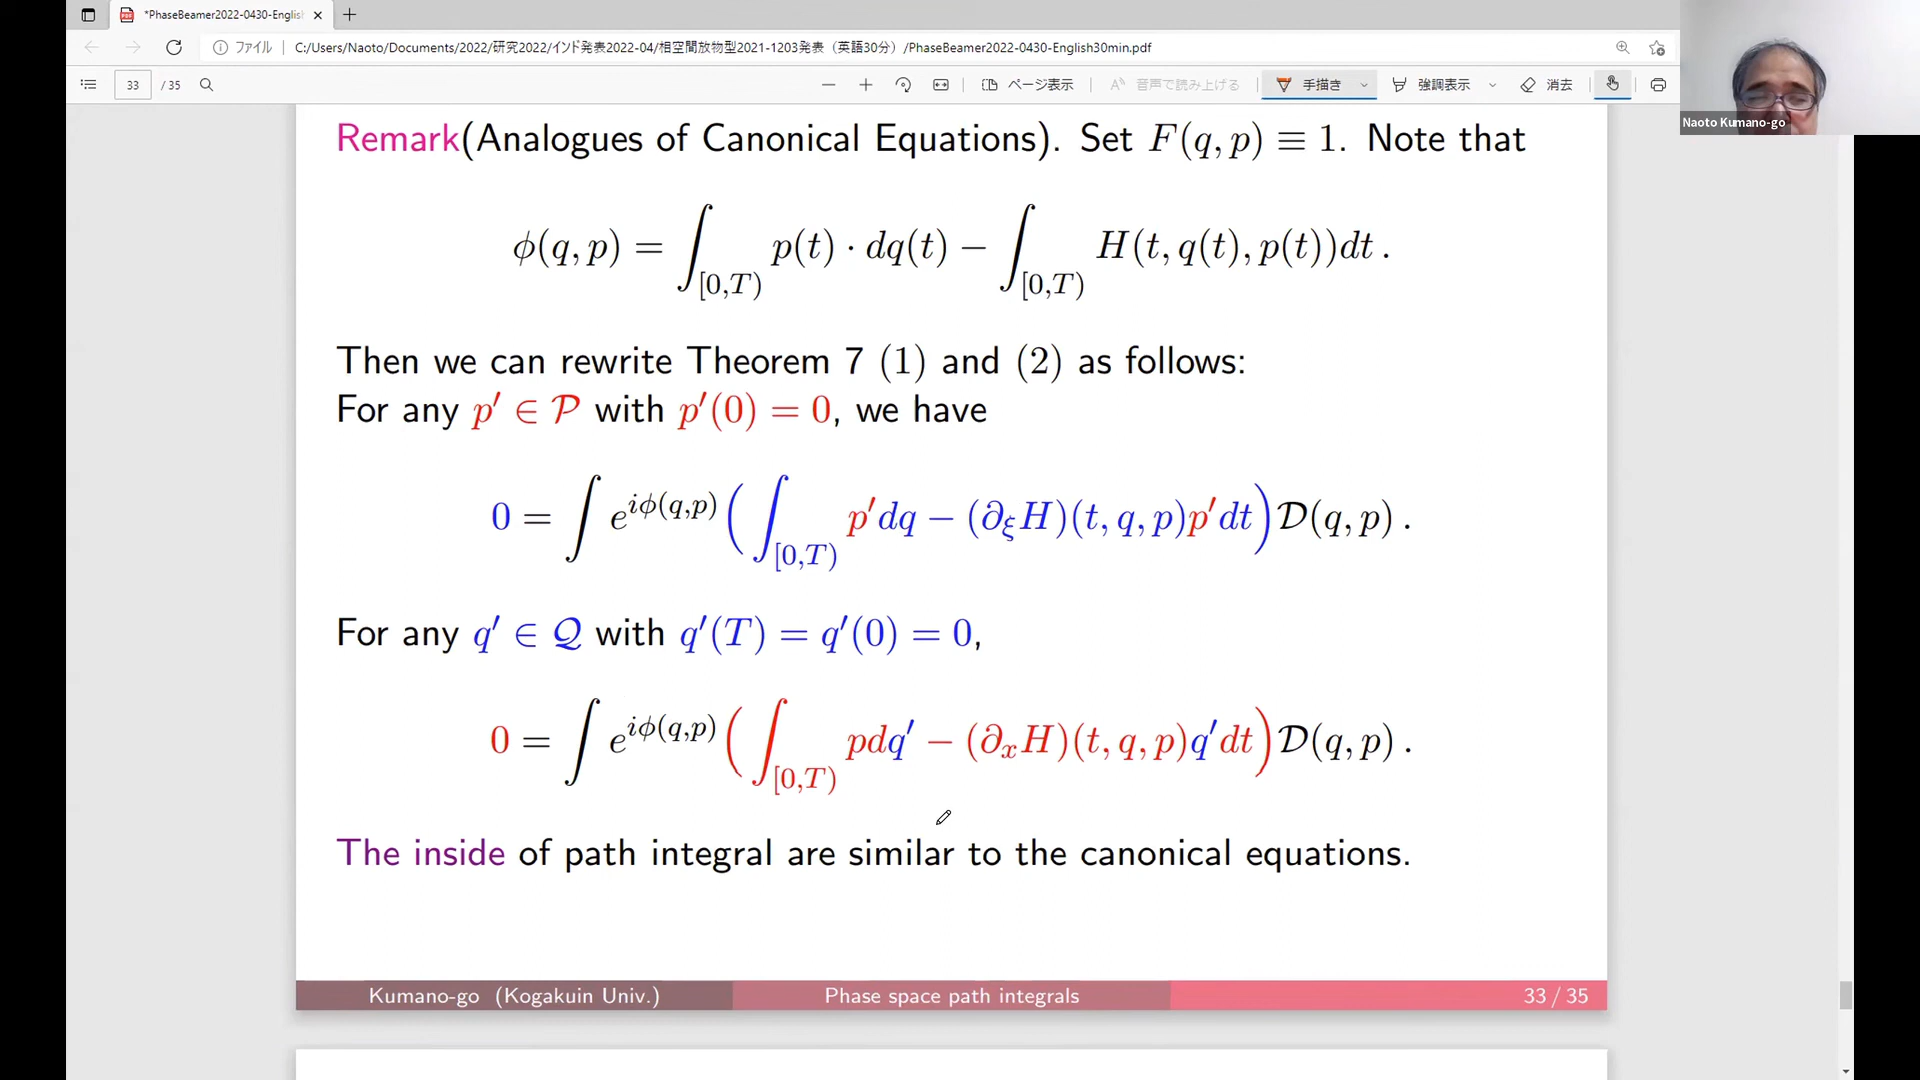 *PhaseBeamer2022-0430-English
ファイル C:/Users/Naoto/Documents/2022/研究2022/インド発表2022-04/相空間放物型2021-1203発表（英語30分）/PhaseBeamer2022-0430-English30min.pdf
33 / 35 ページ表示 音声で読み上げる 手描き 強調表示 消去
Naoto Kumano-go
Remark(Analogues of Canonical Equations). Set F(q, p) ≡ 1. Note that
ϕ(q, p) = ∫_{[0,T)} p(t) · dq(t) − ∫_{[0,T)} H(t, q(t), p(t))dt .
Then we can rewrite Theorem 7 (1) and (2) as follows:
For any p′ ∈ 𝒫 with p′(0) = 0, we have
0 = ∫ e^{iϕ(q,p)} ( ∫_{[0,T)} p′dq − (∂_ξH)(t, q, p)p′dt ) 𝒟(q, p) .
For any q′ ∈ 𝒬 with q′(T) = q′(0) = 0,
0 = ∫ e^{iϕ(q,p)} ( ∫_{[0,T)} pdq′ − (∂_xH)(t, q, p)q′dt ) 𝒟(q, p) .
The inside of path integral are similar to the canonical equations.
Kumano-go (Kogakuin Univ.) Phase space path integrals 33 / 35